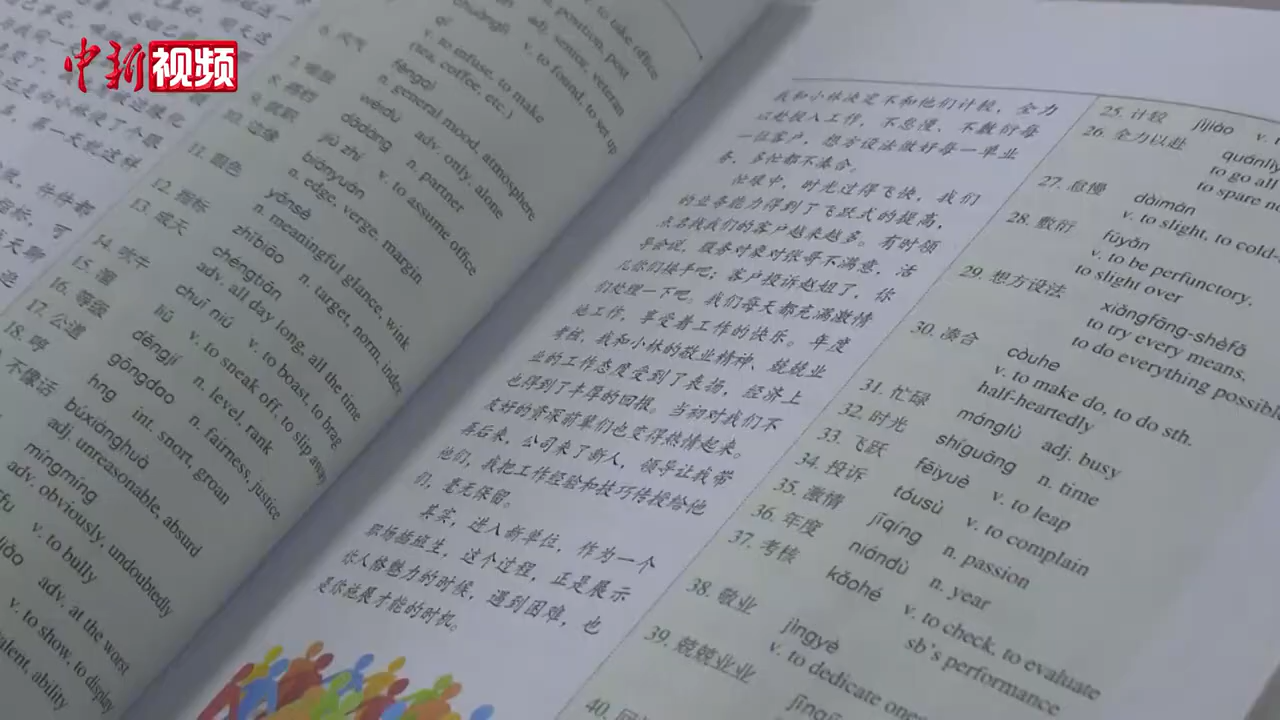 中新视频
to take office
position, post
adj. senior, veteran
chuǎngli v. to found, to set up
qī
v. to infuse, to make
(tea, coffee, etc.)
fēngqì
n. general mood, atmosphere
wéidú adv. only, alone
dādàng n. partner
jiù zhí v. to assume office
biānyuán
n. edge, verge, margin
11. 眼色 yǎnsè
n. meaningful glance, wink
12. 指标 zhǐbiāo n. target, norm, index
13. 成天 chéngtiān
adv. all day long, all the time
14. 吹牛 chuī niú v. to boast, to brag
15. 溜 liū v. to sneak off, to slip away
16. 等级 děngjí n. level, rank
17. 公道 gōngdao n. fairness, justice
18. 哼 hng int. snort, groan
不像话 búxiànghuà
adj. unreasonable, absurd
míngmíng
adv. obviously, undoubtedly
v. to bully
adv. at the worst
v. to show, to display
ability
我和小林决定不和他们计较,全力
以赴投入工作,不怠慢、不敷衍每
一位客户,想方设法做好每一单业
务,多忙都不凑合。
忙碌中,时光过得飞快,我们
的业务能力得到了飞跃式的提高,
点名找我们的客户越来越多。有时领
导会说,服务对象对张哥不满意,活
儿你们接手吧;客户投诉赵姐了,你
们处理一下吧。我们每天都充满激情
地工作,享受着工作的快乐。年度
考核,我和小林的敬业精神、兢兢业
业的工作态度受到了表扬,经济上
也得到了丰厚的回报。当初对我们不
友好的资深前辈们也变得热情起来。
再后来,公司来了新人,领导让我带
他们,我把工作经验和技巧传授给他
们,毫无保留。
其实,进入新单位,作为一个
职场插班生,这个过程,正是展示
你人格魅力的时候,遇到困难,也
是你施展才能的时机。
25. 计较 jìjiào
26. 全力以赴
to go all
to spare no
27. 怠慢 dàimàn
v. to slight, to cold-
28. 敷衍 fūyǎn
v. to be perfunctory,
to slight over
29. 想方设法
xiǎngfāng-shèfǎ
to try every means,
to do everything possible
30. 凑合 còuhe
v. to make do, to do sth.
half-heartedly
31. 忙碌 mánglù adj. busy
32. 时光 shíguāng n. time
33. 飞跃 fēiyuè v. to leap
34. 投诉 tóusù v. to complain
35. 激情 jīqíng n. passion
36. 年度 niándù n. year
37. 考核 kǎohé v. to check, to evaluate
sb's performance
38. 敬业 jìngyè
v. to dedicate
39. 兢兢业业
40.